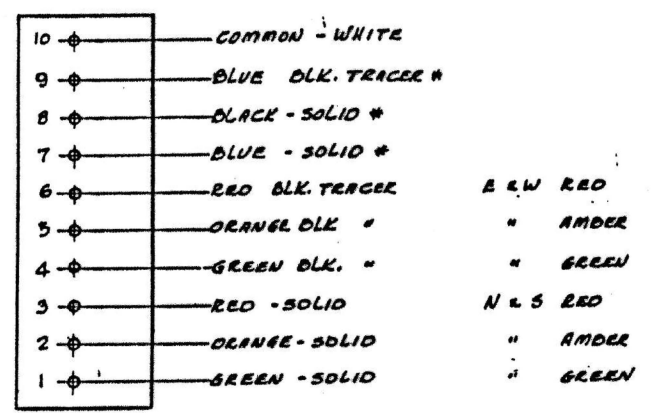 10 COMMON - WHITE
9 BLUE BLK. TRACER *
8 BLACK - SOLID *
7 BLUE - SOLID *
6 RED BLK. TRACER E & W RED
5 ORANGE BLK " " AMBER
4 GREEN BLK. " " GREEN
3 RED - SOLID N & S RED
2 ORANGE - SOLID " AMBER
1 GREEN - SOLID " GREEN